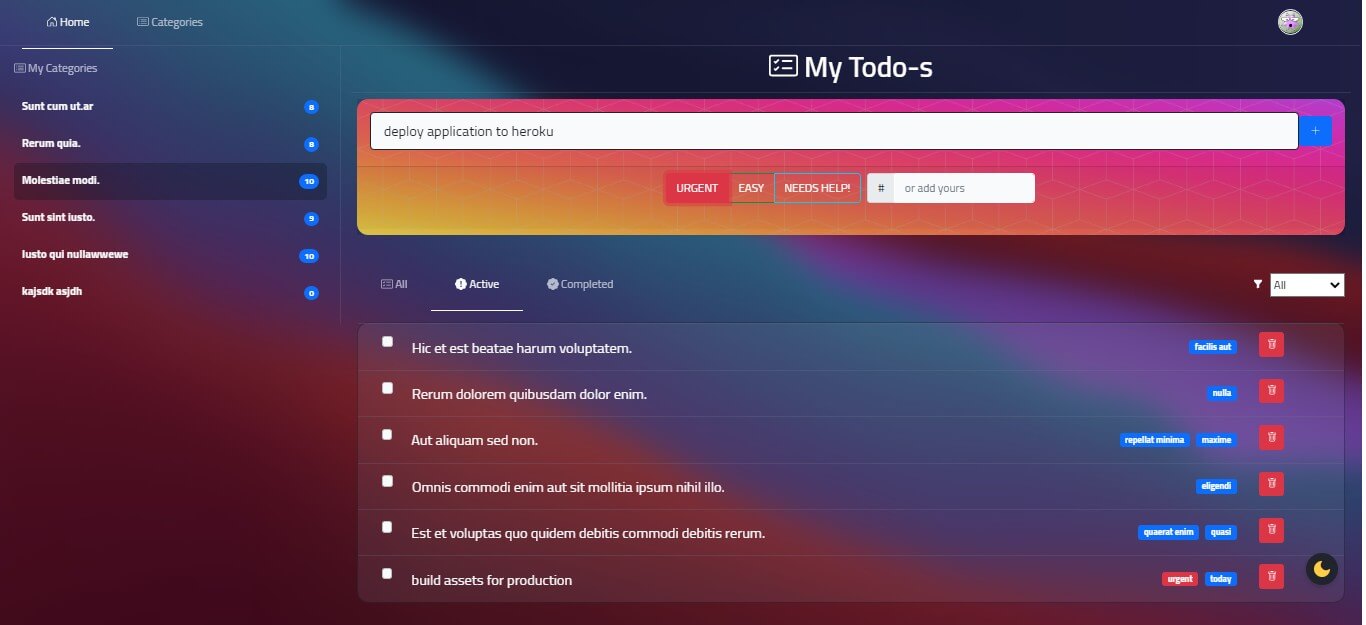 Home Categories
My Categories
Sunt cum ut.ar 8
Rerum quia. 8
Molestiae modi. 10
Sunt sint iusto. 9
Iusto qui nullawwewe 10
kajsdk asjdh 0
My Todo-s
deploy application to heroku +
URGENT EASY NEEDS HELP! # or add yours
All Active Completed All
Hic et est beatae harum voluptatem. facilis aut
Rerum dolorem quibusdam dolor enim. nulla
Aut aliquam sed non. repellat minima maxime
Omnis commodi enim aut sit mollitia ipsum nihil illo. eligendi
Est et voluptas quo quidem debitis commodi debitis rerum. quaerat enim quasi
build assets for production urgent today